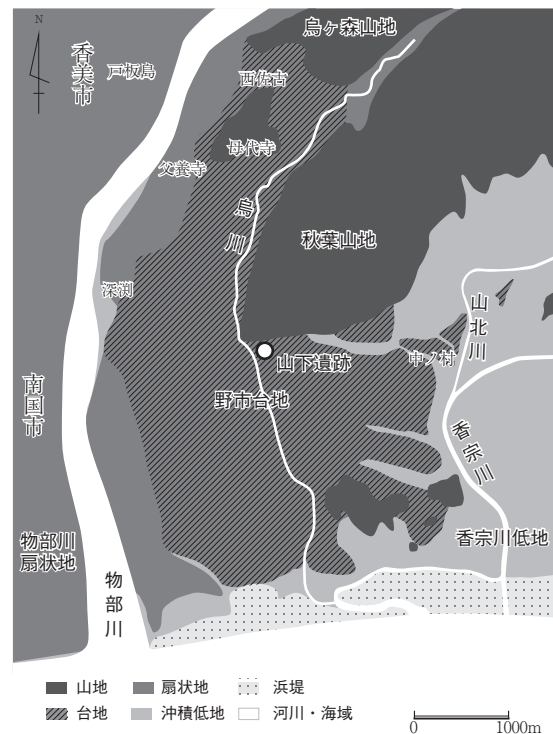 N
烏ヶ森山地
香美市
戸板島
西佐古
母代寺
父養寺
烏川
秋葉山地
深渕
山北川
中ノ村
山下遺跡
野市台地
南国市
香宗川
物部川
扇状地
香宗川低地
物部川
山地
扇状地
浜堤
台地
沖積低地
河川・海域
0
1000m